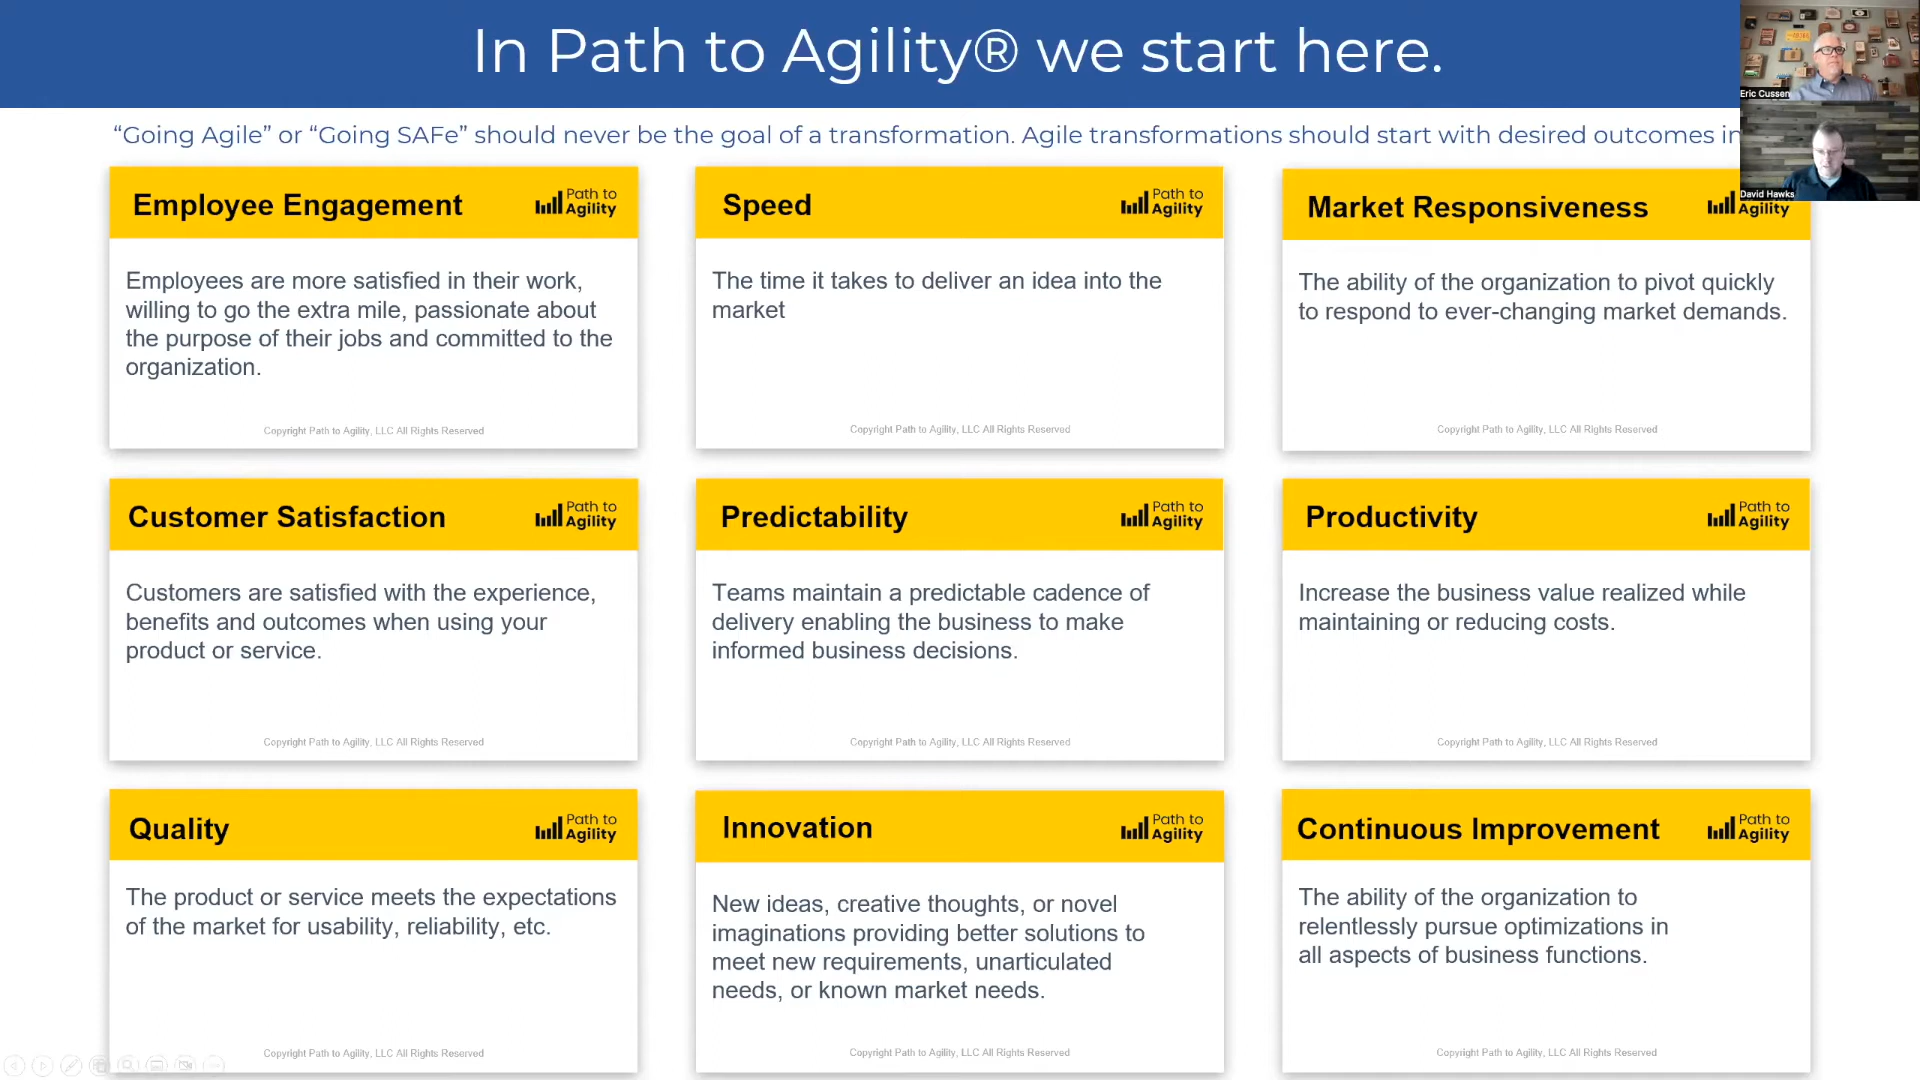 In Path to Agility® we start here.
“Going Agile” or “Going SAFe” should never be the goal of a transformation. Agile transformations should start with desired outcomes in
Eric Cussen
David Hawks
Employee Engagement
Path to
Agility
Employees are more satisfied in their work,
willing to go the extra mile, passionate about
the purpose of their jobs and committed to the
organization.
Copyright Path to Agility, LLC All Rights Reserved
Speed
Path to
Agility
The time it takes to deliver an idea into the
market
Copyright Path to Agility, LLC All Rights Reserved
Market Responsiveness
Agility
The ability of the organization to pivot quickly
to respond to ever-changing market demands.
Copyright Path to Agility, LLC All Rights Reserved
Customer Satisfaction
Path to
Agility
Customers are satisfied with the experience,
benefits and outcomes when using your
product or service.
Copyright Path to Agility, LLC All Rights Reserved
Predictability
Path to
Agility
Teams maintain a predictable cadence of
delivery enabling the business to make
informed business decisions.
Copyright Path to Agility, LLC All Rights Reserved
Productivity
Path to
Agility
Increase the business value realized while
maintaining or reducing costs.
Copyright Path to Agility, LLC All Rights Reserved
Quality
Path to
Agility
The product or service meets the expectations
of the market for usability, reliability, etc.
Copyright Path to Agility, LLC All Rights Reserved
Innovation
Path to
Agility
New ideas, creative thoughts, or novel
imaginations providing better solutions to
meet new requirements, unarticulated
needs, or known market needs.
Copyright Path to Agility, LLC All Rights Reserved
Continuous Improvement
Path to
Agility
The ability of the organization to
relentlessly pursue optimizations in
all aspects of business functions.
Copyright Path to Agility, LLC All Rights Reserved